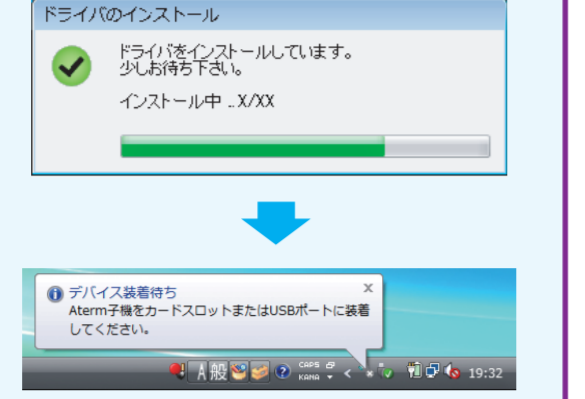 ドライバのインストール
ドライバをインストールしています。
少しお待ち下さい。
インストール中 ..X/XX
デバイス装着待ち
Aterm子機をカードスロットまたはUSBポートに装着
してください。
A 般 CAPS
KANA 19:32